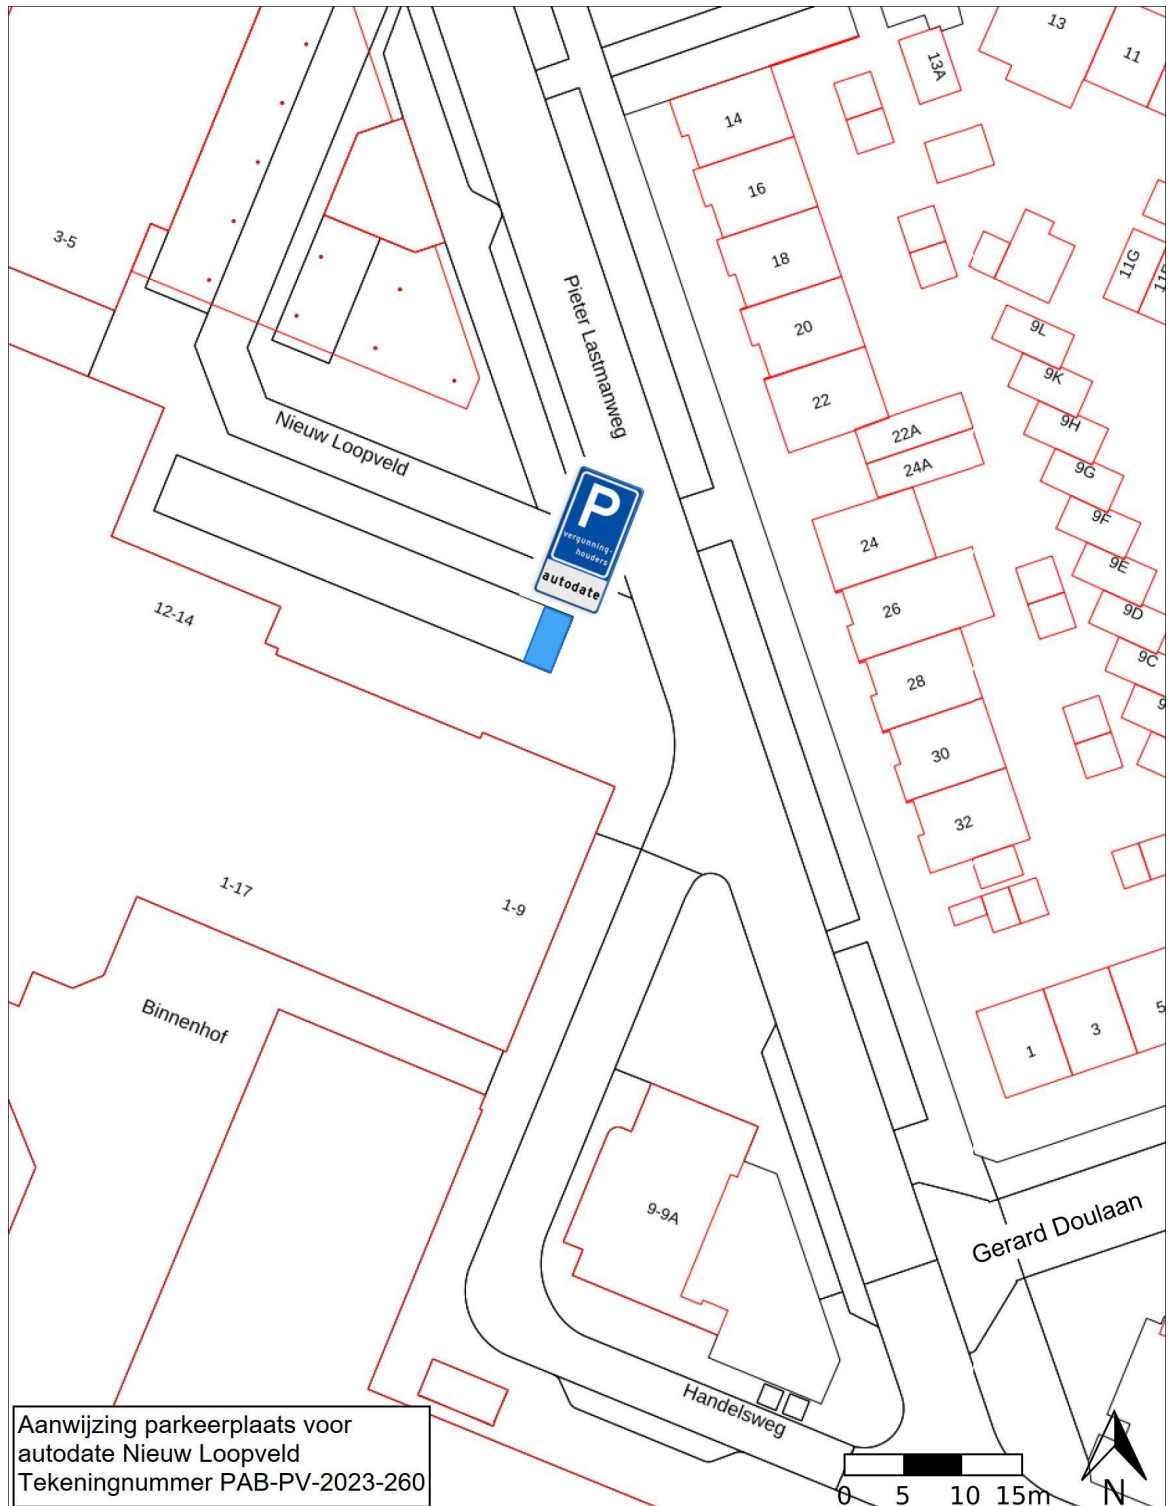 13
11
13A
14
16
3-5
18
11G
20
9L
Pieter Lastmanweg
9K
22
9H
22A
Nieuw Loopveld
24A
9G
P
vergunning-
houders
autodate
9F
24
9E
26
9D
12-14
9C
28
30
32
1-17
1-9
Binnenhof
1
3
5
9-9A
Gerard Doulaan
Handelsweg
Aanwijzing parkeerplaats voor
autodate Nieuw Loopveld
Tekeningnummer PAB-PV-2023-260
0 5 10 15m
N